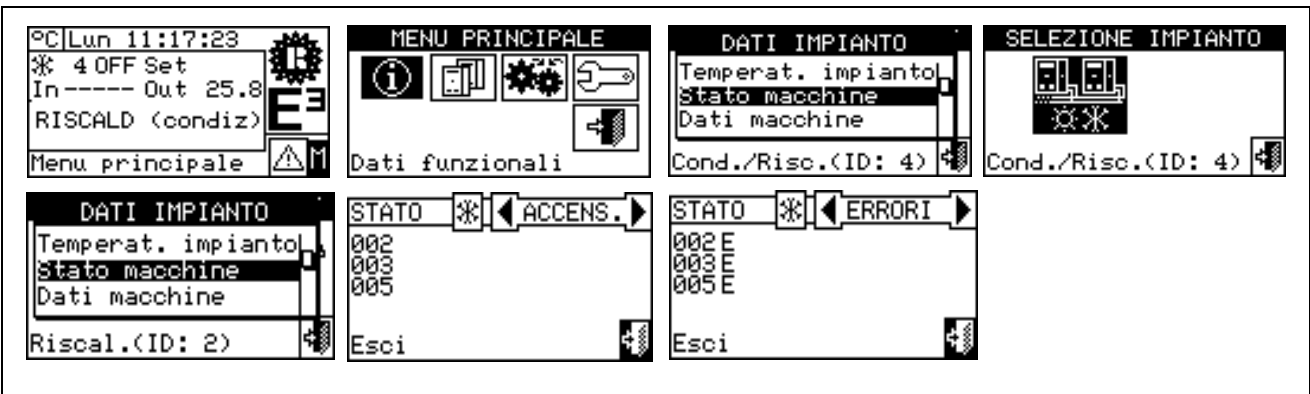 °C Lun 11:17:23
4 OFF Set
In ----- Out 25.8
RISCALD (condiz)
E3
Menu principale M
MENU PRINCIPALE
Dati funzionali
DATI IMPIANTO
Temperat. impianto
Stato macchine
Dati macchine
Cond./Risc.(ID: 4)
SELEZIONE IMPIANTO
Cond./Risc.(ID: 4)
DATI IMPIANTO
Temperat. impianto
Stato macchine
Dati macchine
Riscal.(ID: 2)
STATO ACCENS.
002
003
005
Esci
STATO ERRORI
002 E
003 E
005 E
Esci